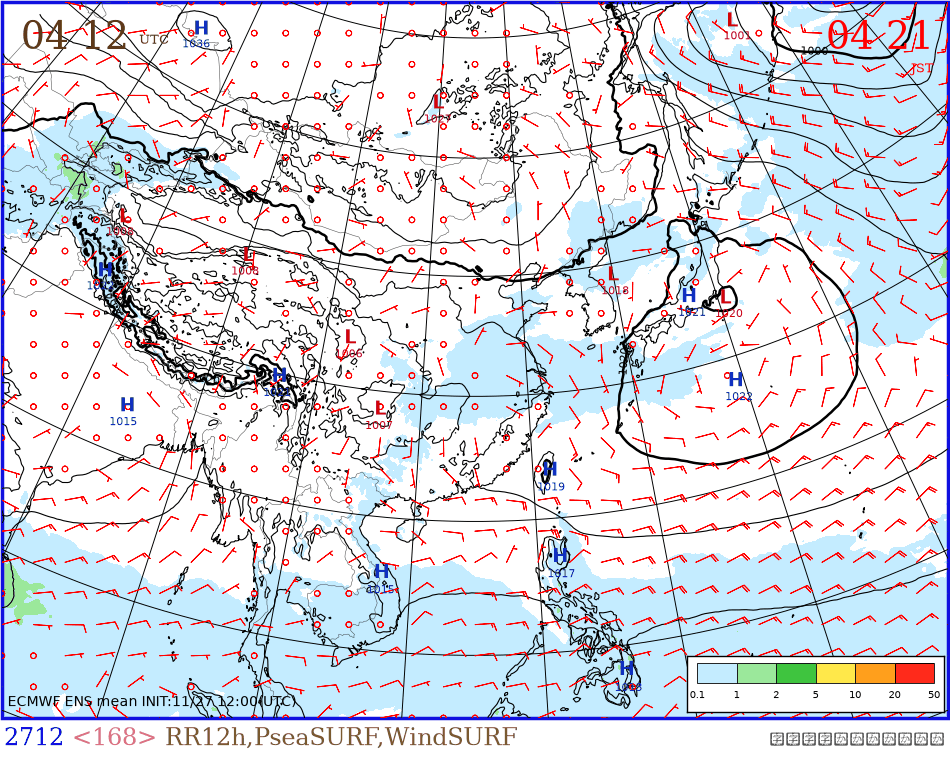 04 12 UTC
H
1036
L
1001
1000
04 21 JST
L
L
H
L
1008
L
1018
H
1021
L
1020
L
1006
H
H
1022
H
1015
L
1007
H
1019
H
1017
H
1015
H
0.1 1 2 5 10 20 50
ECMWF ENS mean INIT:11/27 12:00(UTC)
2712 <168> RR12h,PseaSURF,WindSURF